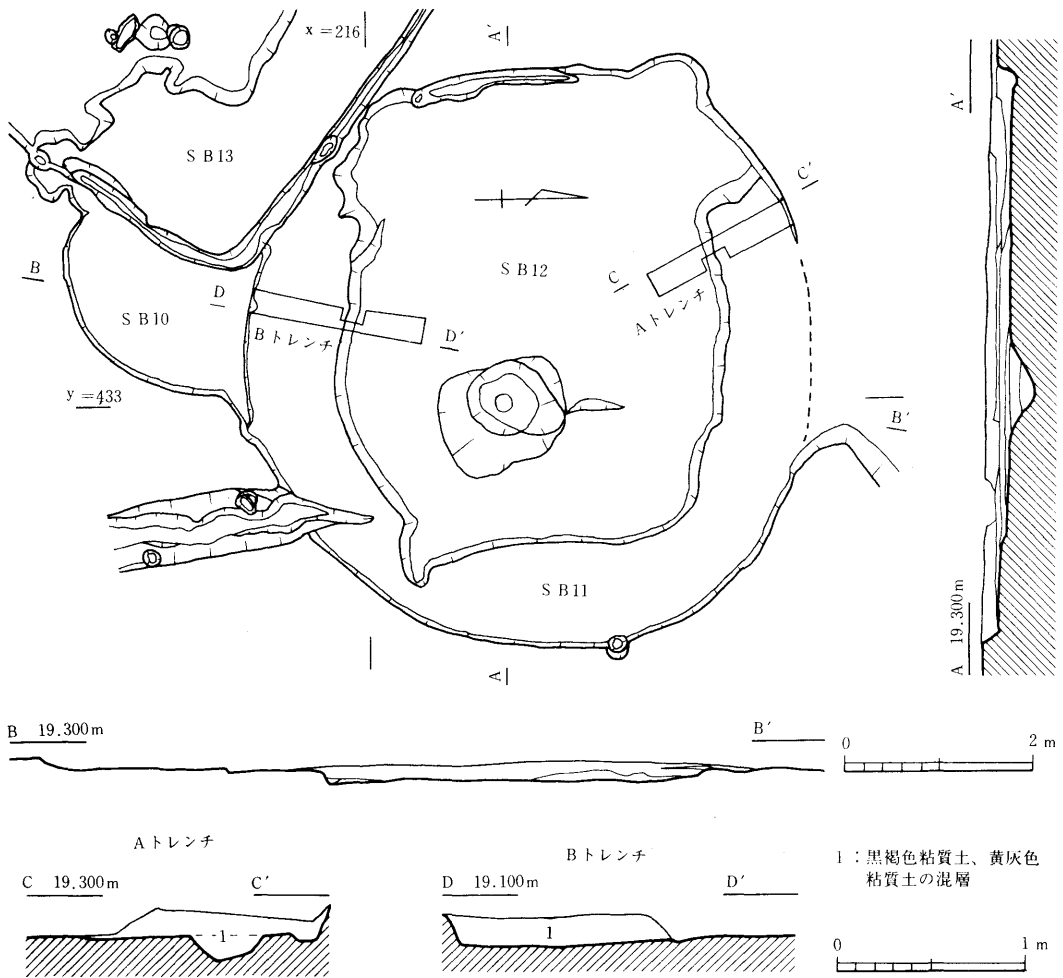 x=216
A′
A′
SB13
C′
B
D
SB12
C
SB10
Aトレンチ
Bトレンチ
D′
y=433
B′
SB11
A
A 19.300m
B 19.300m
B′
0 2m
Aトレンチ
Bトレンチ
1：黒褐色粘質土、黄灰色
粘質土の混層
C 19.300m
C′
D 19.100m
D′
1
1
0 1m